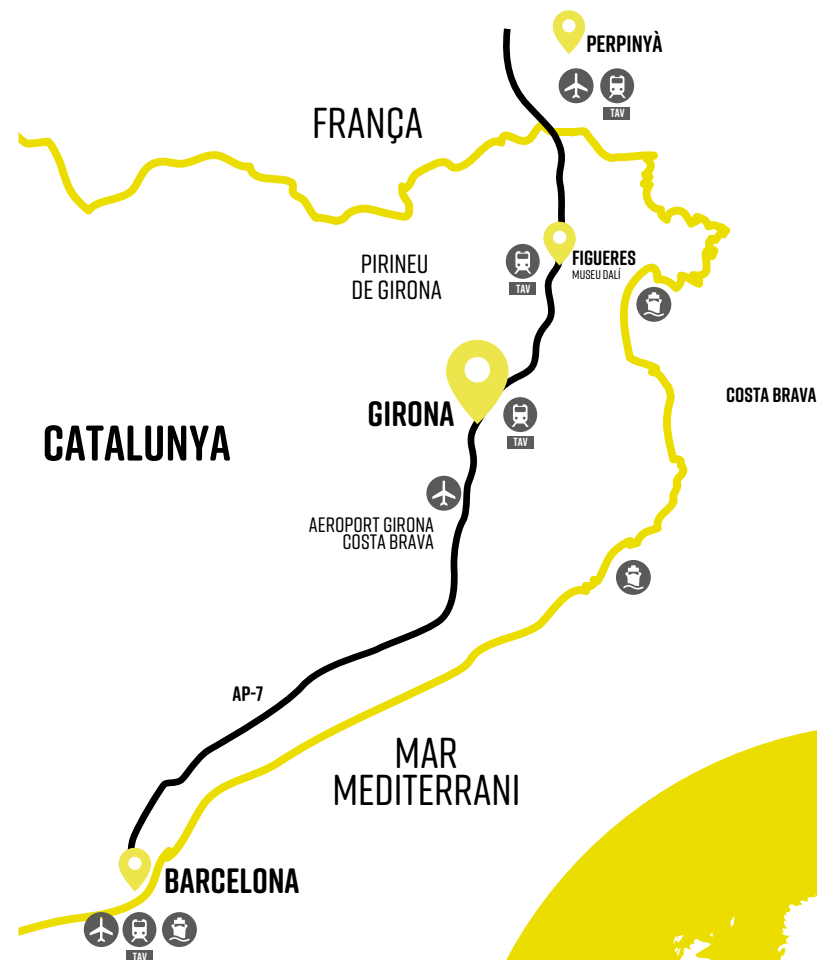 PERPINYÀ
TAV
FRANÇA
PIRINEU
DE GIRONA
FIGUERES
MUSEU DALÍ
TAV
COSTA BRAVA
GIRONA
TAV
CATALUNYA
AEROPORT GIRONA
COSTA BRAVA
AP-7
MAR
MEDITERRANI
BARCELONA
TAV